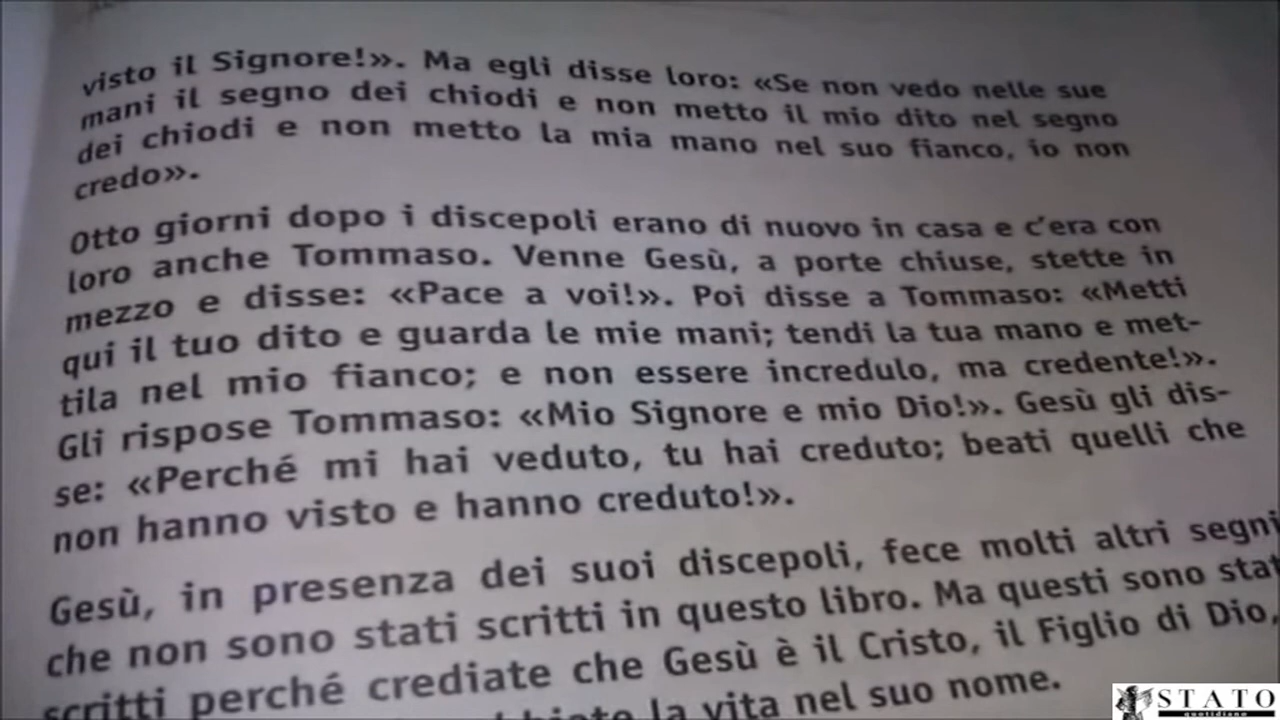 visto il Signore!». Ma egli disse loro: «Se non vedo nelle sue
mani il segno dei chiodi e non metto il mio dito nel segno
dei chiodi e non metto la mia mano nel suo fianco, io non
credo».
Otto giorni dopo i discepoli erano di nuovo in casa e c'era con
loro anche Tommaso. Venne Gesù, a porte chiuse, stette in
mezzo e disse: «Pace a voi!». Poi disse a Tommaso: «Metti
qui il tuo dito e guarda le mie mani; tendi la tua mano e met-
tila nel mio fianco; e non essere incredulo, ma credente!».
Gli rispose Tommaso: «Mio Signore e mio Dio!». Gesù gli dis-
se: «Perché mi hai veduto, tu hai creduto; beati quelli che
non hanno visto e hanno creduto!».
Gesù, in presenza dei suoi discepoli, fece molti altri segni
che non sono stati scritti in questo libro. Ma questi sono stat
scritti perché crediate che Gesù è il Cristo, il Figlio di Dio,
la vita nel suo nome.
STATO
quotidiano